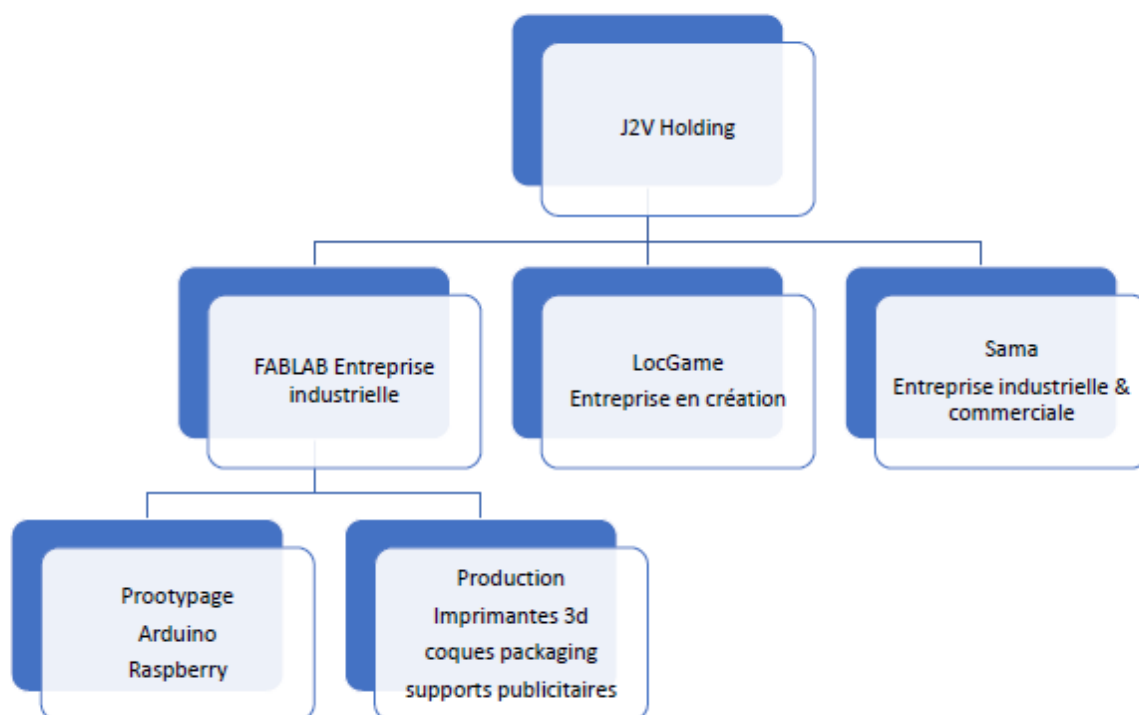 J2V Holding
FABLAB Entreprise
industrielle
LocGame
Entreprise en création
Sama
Entreprise industrielle &
commerciale
Prootypage
Arduino
Raspberry
Production
Imprimantes 3d
coques packaging
supports publicitaires